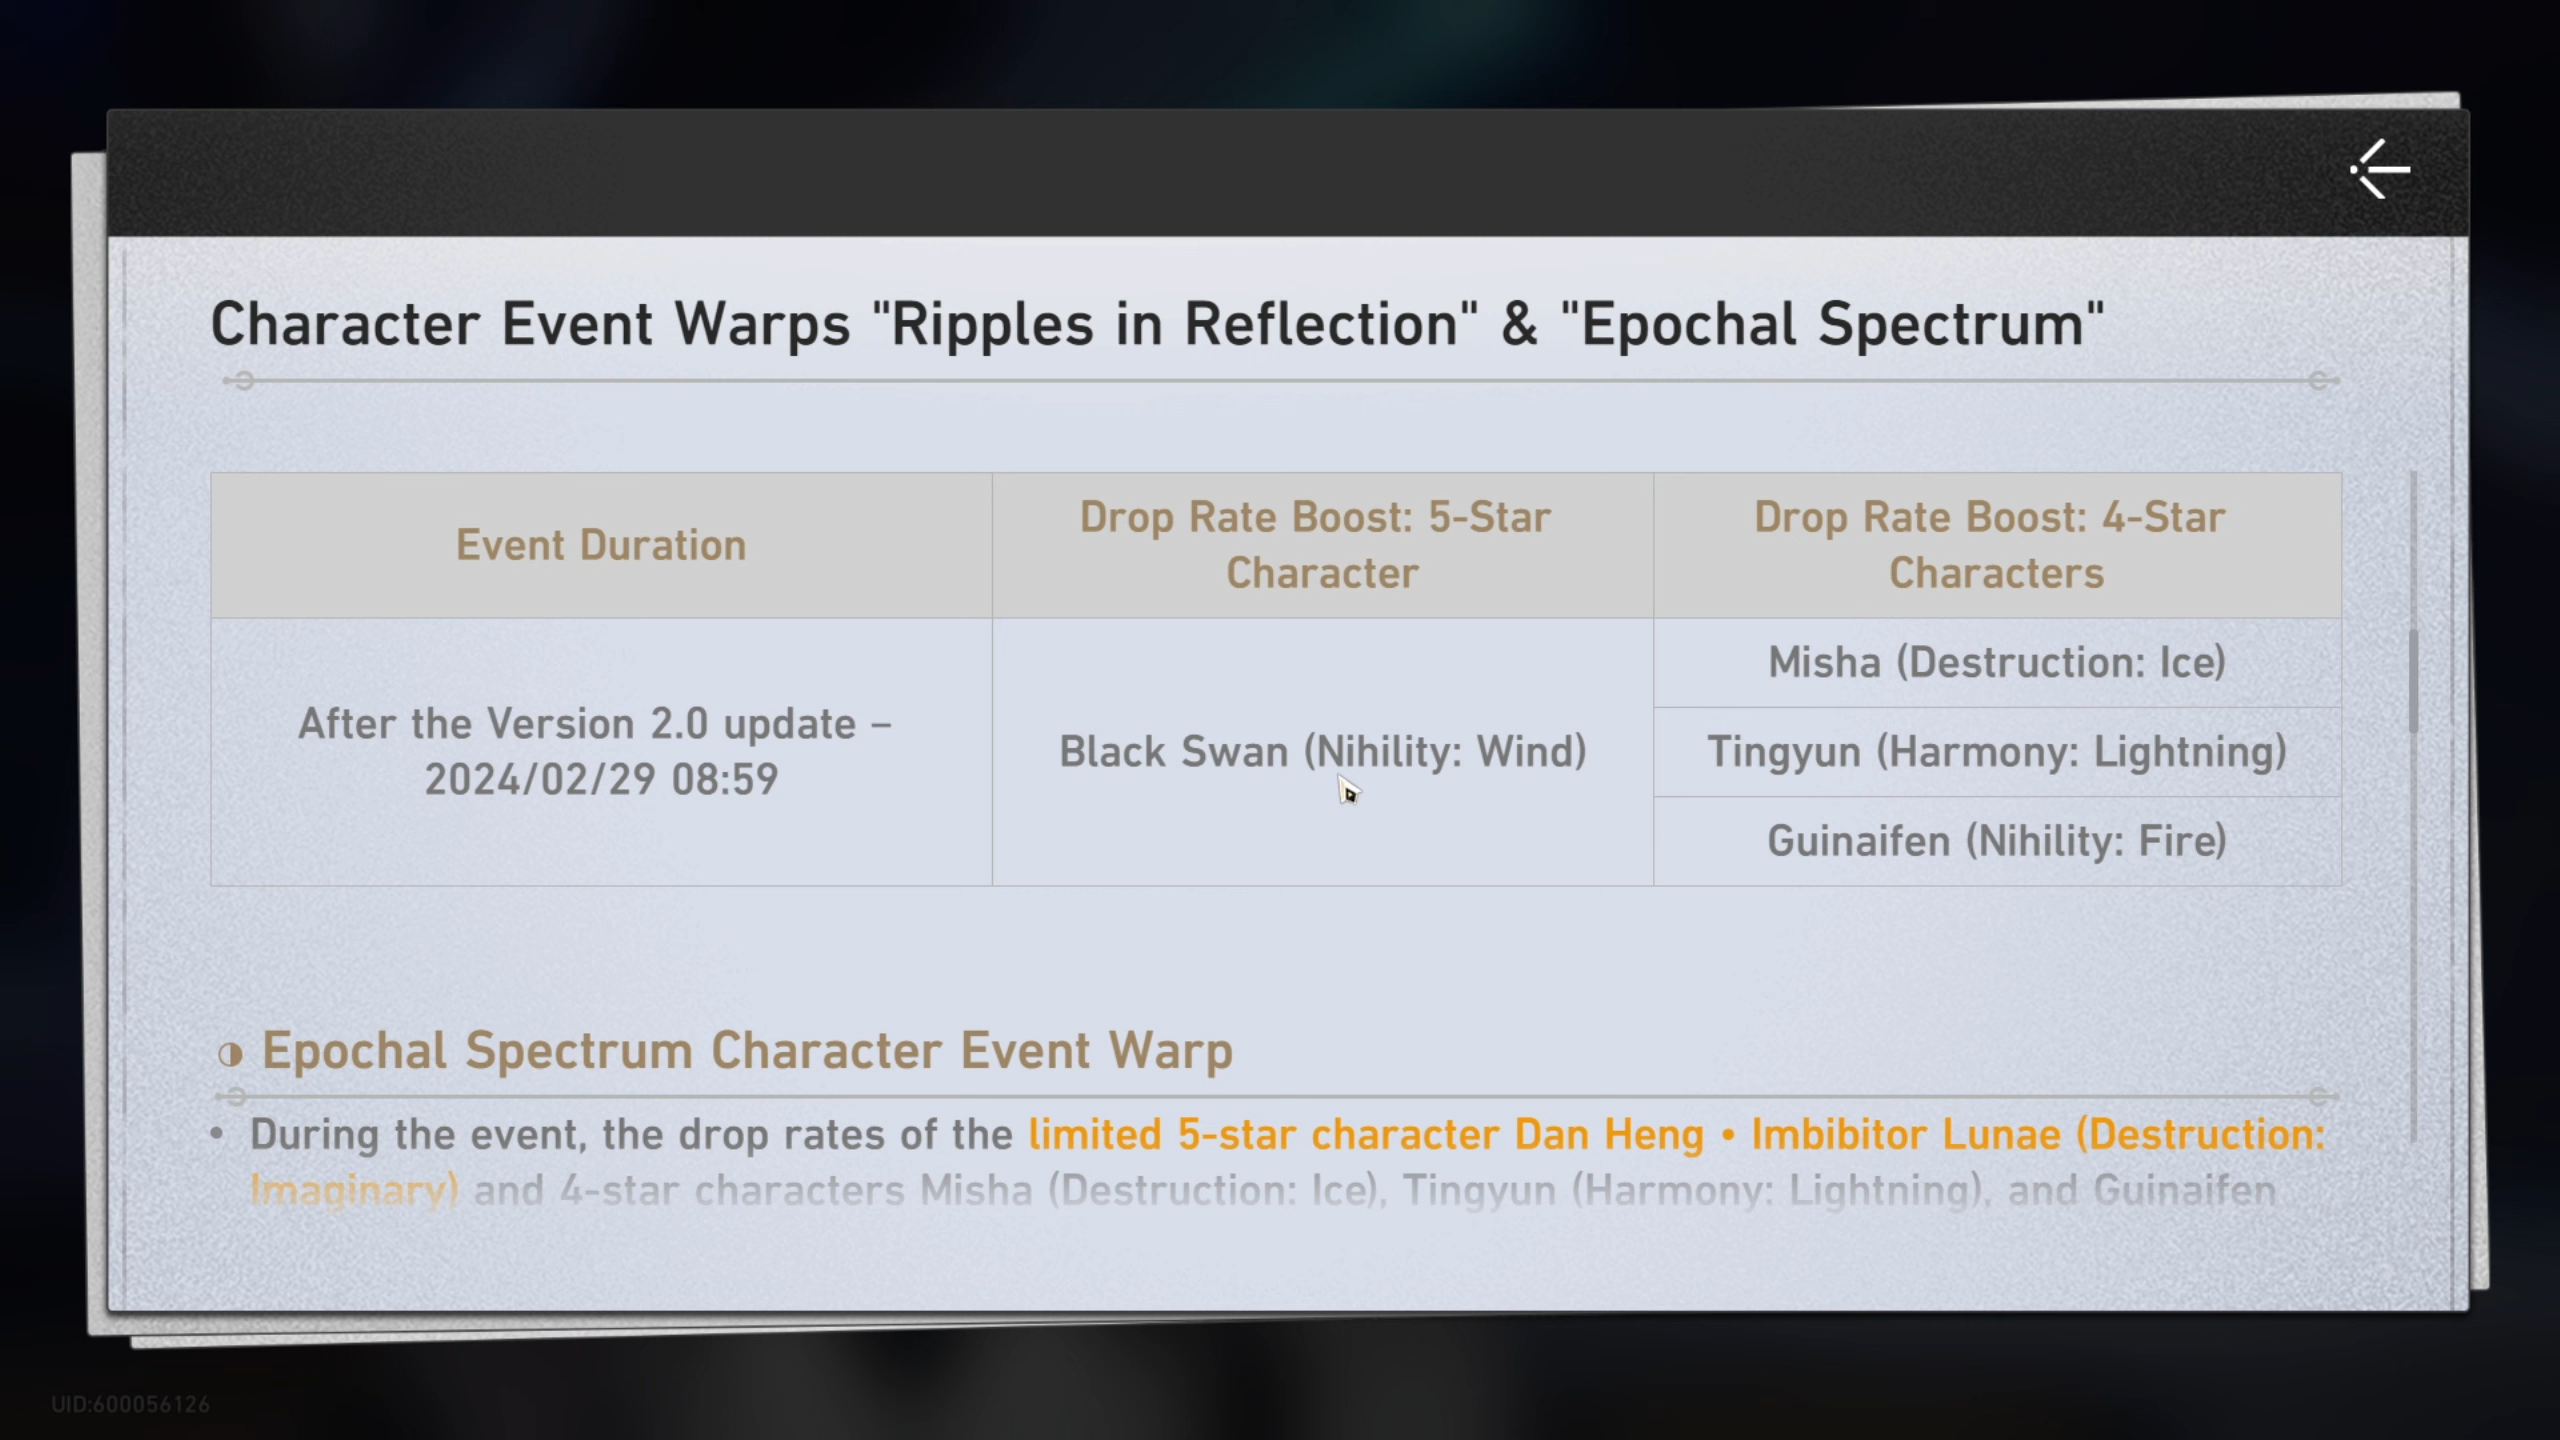 Character Event Warps "Ripples in Reflection" & "Epochal Spectrum"
Event Duration
Drop Rate Boost: 5-Star
Character
Drop Rate Boost: 4-Star
Characters
After the Version 2.0 update –
2024/02/29 08:59
Black Swan (Nihility: Wind)
Misha (Destruction: Ice)
Tingyun (Harmony: Lightning)
Guinaifen (Nihility: Fire)
Epochal Spectrum Character Event Warp
• During the event, the drop rates of the limited 5-star character Dan Heng • Imbibitor Lunae (Destruction:
Imaginary) and 4-star characters Misha (Destruction: Ice), Tingyun (Harmony: Lightning), and Guinaifen
UID:600056126